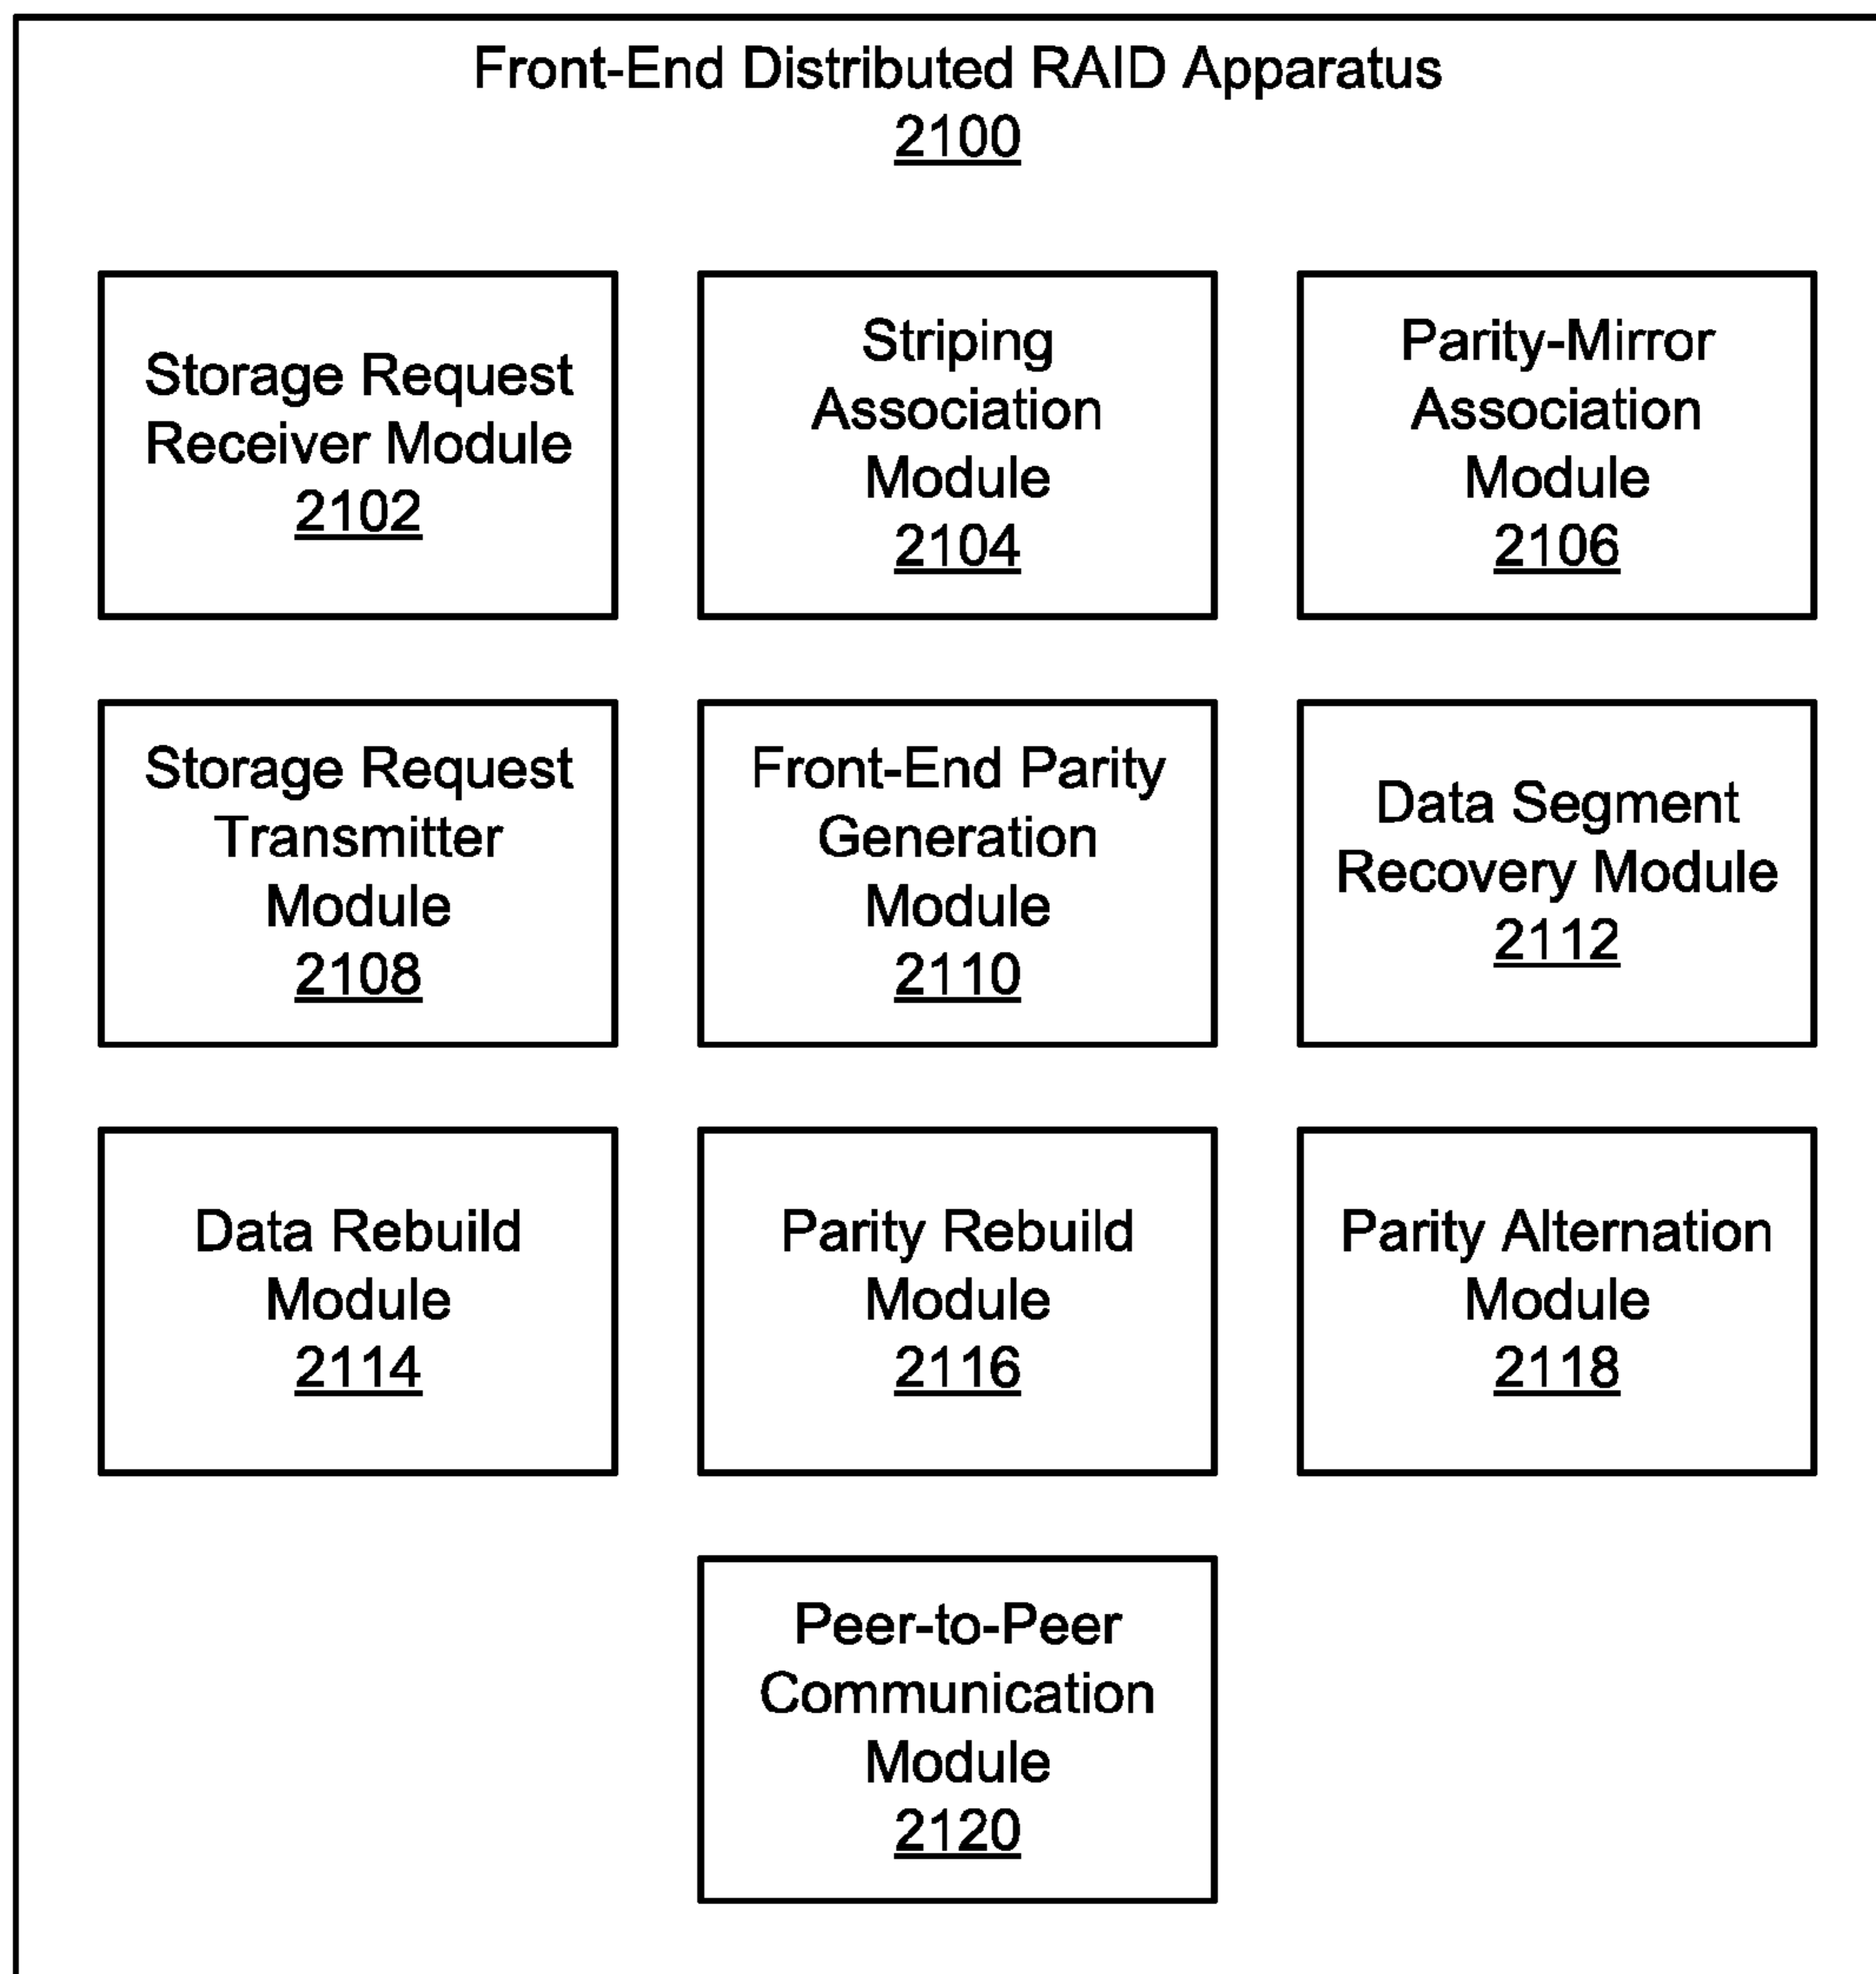 Front-End Distributed RAID Apparatus
2100
Storage Request
Receiver Module
2102
Striping
Association
Module
2104
Parity-Mirror
Association
Module
2106
Storage Request
Transmitter
Module
2108
Front-End Parity
Generation
Module
2110
Data Segment
Recovery Module
2112
Data Rebuild
Module
2114
Parity Rebuild
Module
2116
Parity Alternation
Module
2118
Peer-to-Peer
Communication
Module
2120